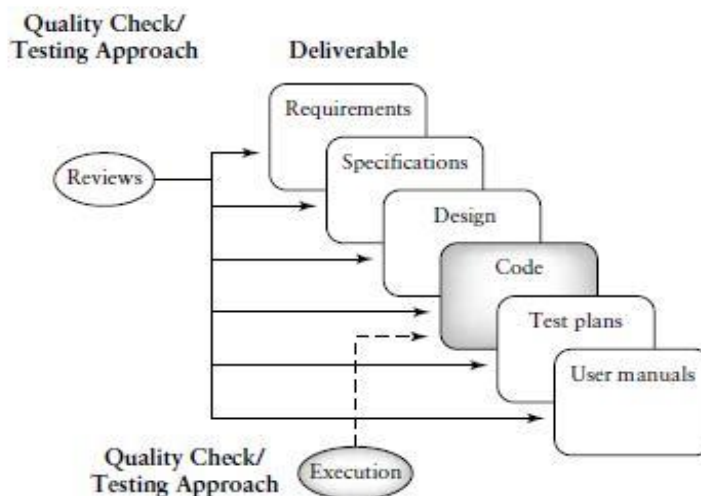 Quality Check/
Testing Approach
Deliverable
Requirements
Reviews
Specifications
Design
Code
Test plans
User manuals
Quality Check/
Testing Approach
Execution